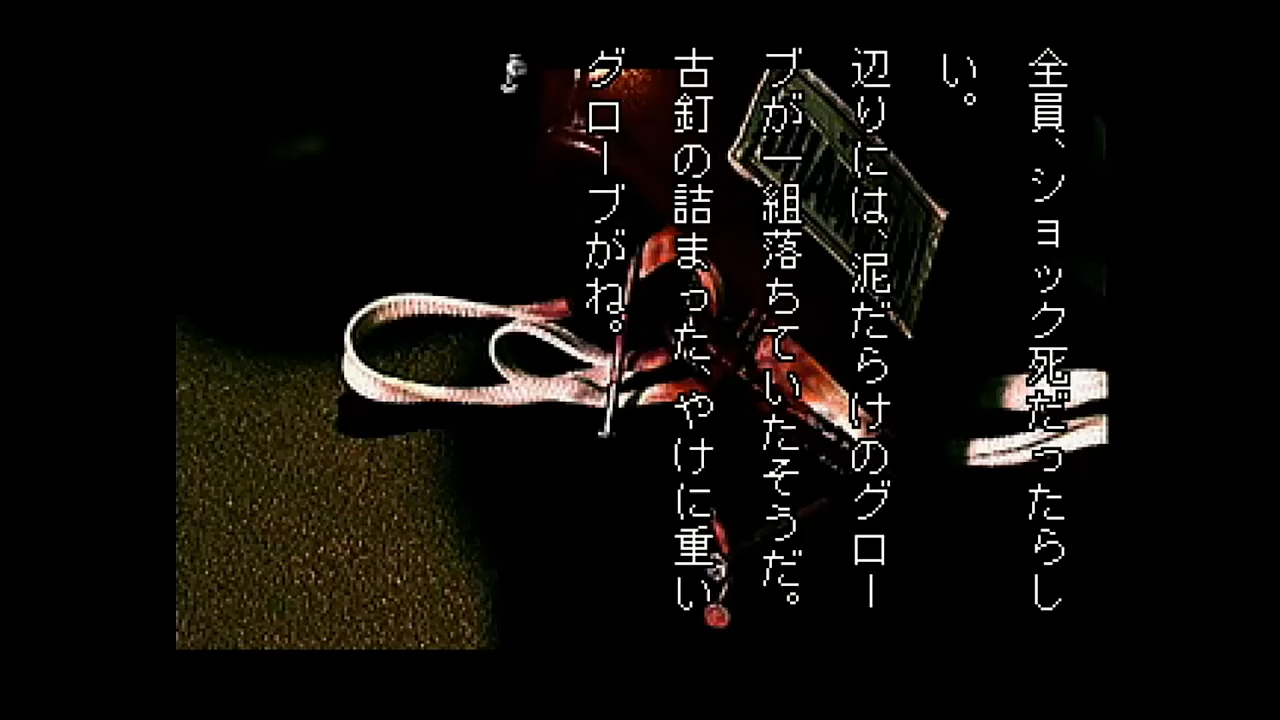 全員、ショック死だったらし
い。
辺りには、泥だらけのグロー
ブが一組落ちていたそうだ。
古釘の詰まった、やけに重い
グローブがね。